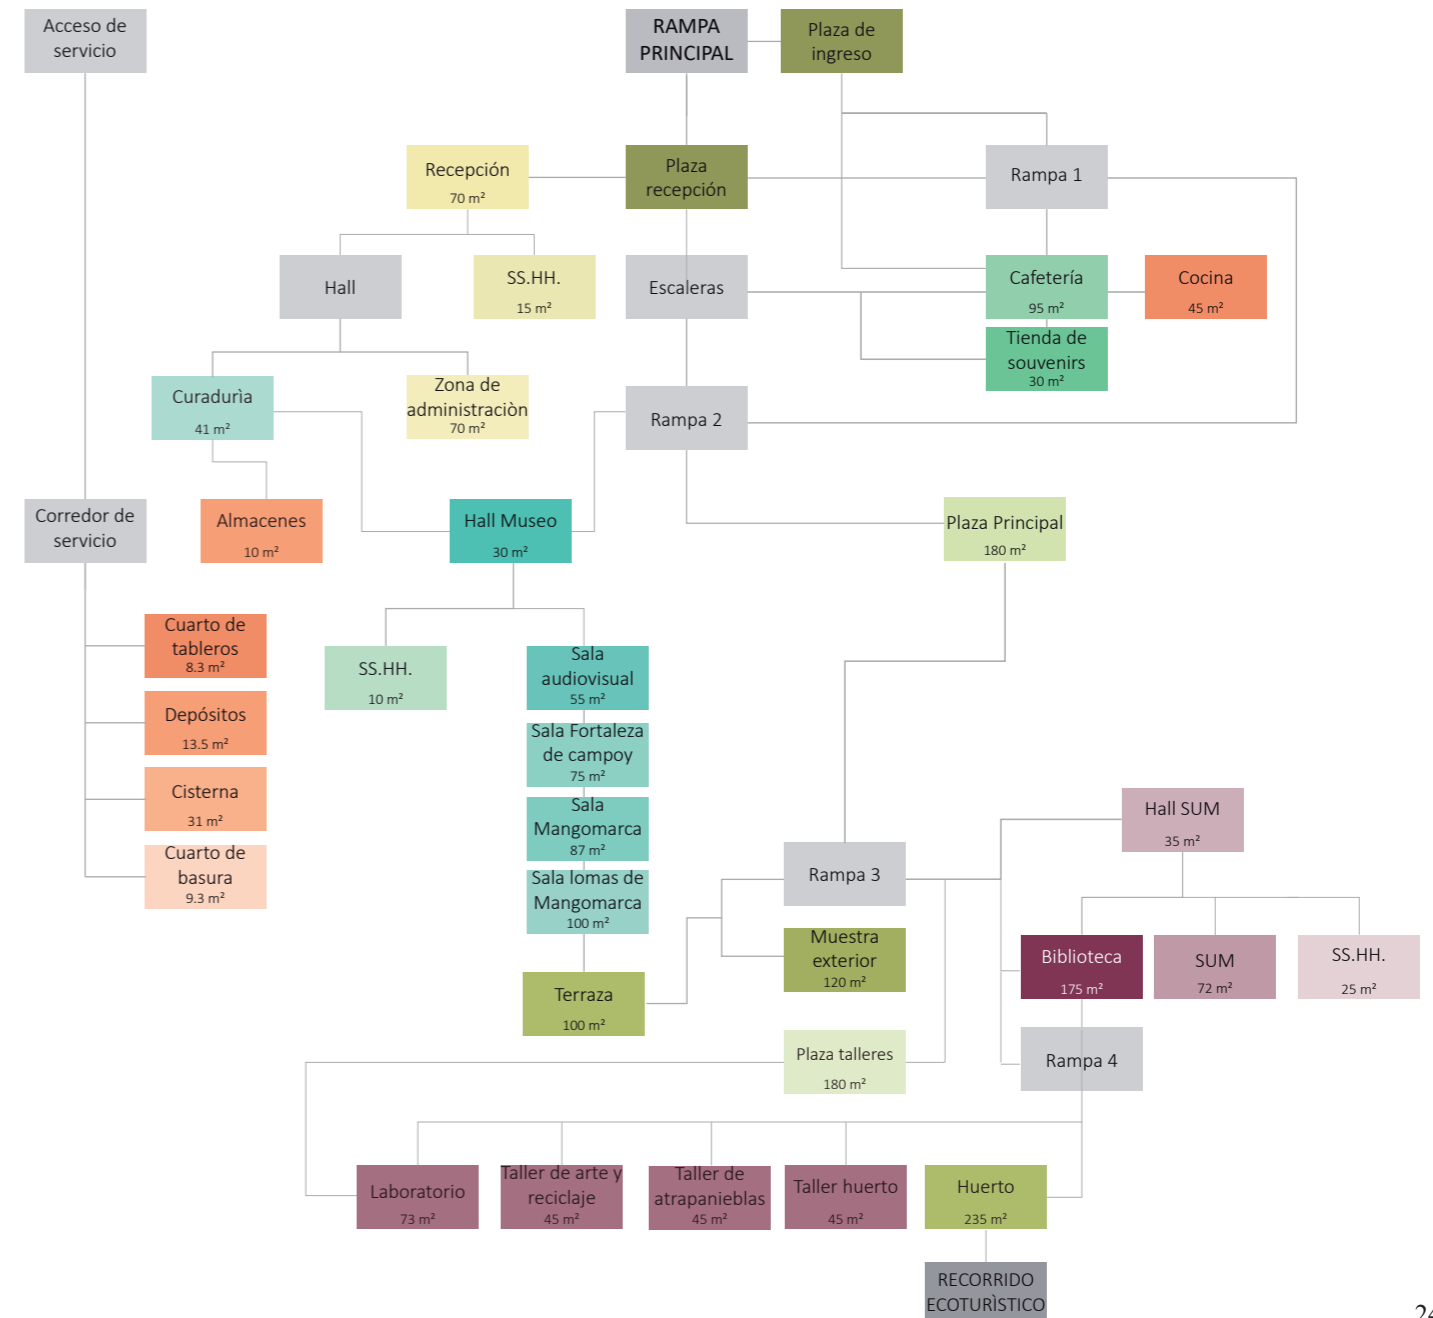 Acceso de
servicio
RAMPA
PRINCIPAL
Plaza de
ingreso
Recepción
70 m²
Plaza
recepción
Rampa 1
Hall
SS.HH.
15 m²
Escaleras
Cafetería
95 m²
Cocina
45 m²
Tienda de
souvenirs
30 m²
Curadurìa
41 m²
Zona de
administraciòn
70 m²
Rampa 2
Corredor de
servicio
Almacenes
10 m²
Hall Museo
30 m²
Plaza Principal
180 m²
Cuarto de
tableros
8.3 m²
SS.HH.
10 m²
Sala
audiovisual
55 m²
Depósitos
13.5 m²
Sala Fortaleza
de campoy
75 m²
Cisterna
31 m²
Sala
Mangomarca
87 m²
Hall SUM
35 m²
Cuarto de
basura
9.3 m²
Sala lomas de
Mangomarca
100 m²
Rampa 3
Muestra
exterior
120 m²
Biblioteca
175 m²
SUM
72 m²
SS.HH.
25 m²
Terraza
100 m²
Plaza talleres
180 m²
Rampa 4
Laboratorio
73 m²
Taller de arte y
reciclaje
45 m²
Taller de
atrapanieblas
45 m²
Taller huerto
45 m²
Huerto
235 m²
RECORRIDO
ECOTURÌSTICO